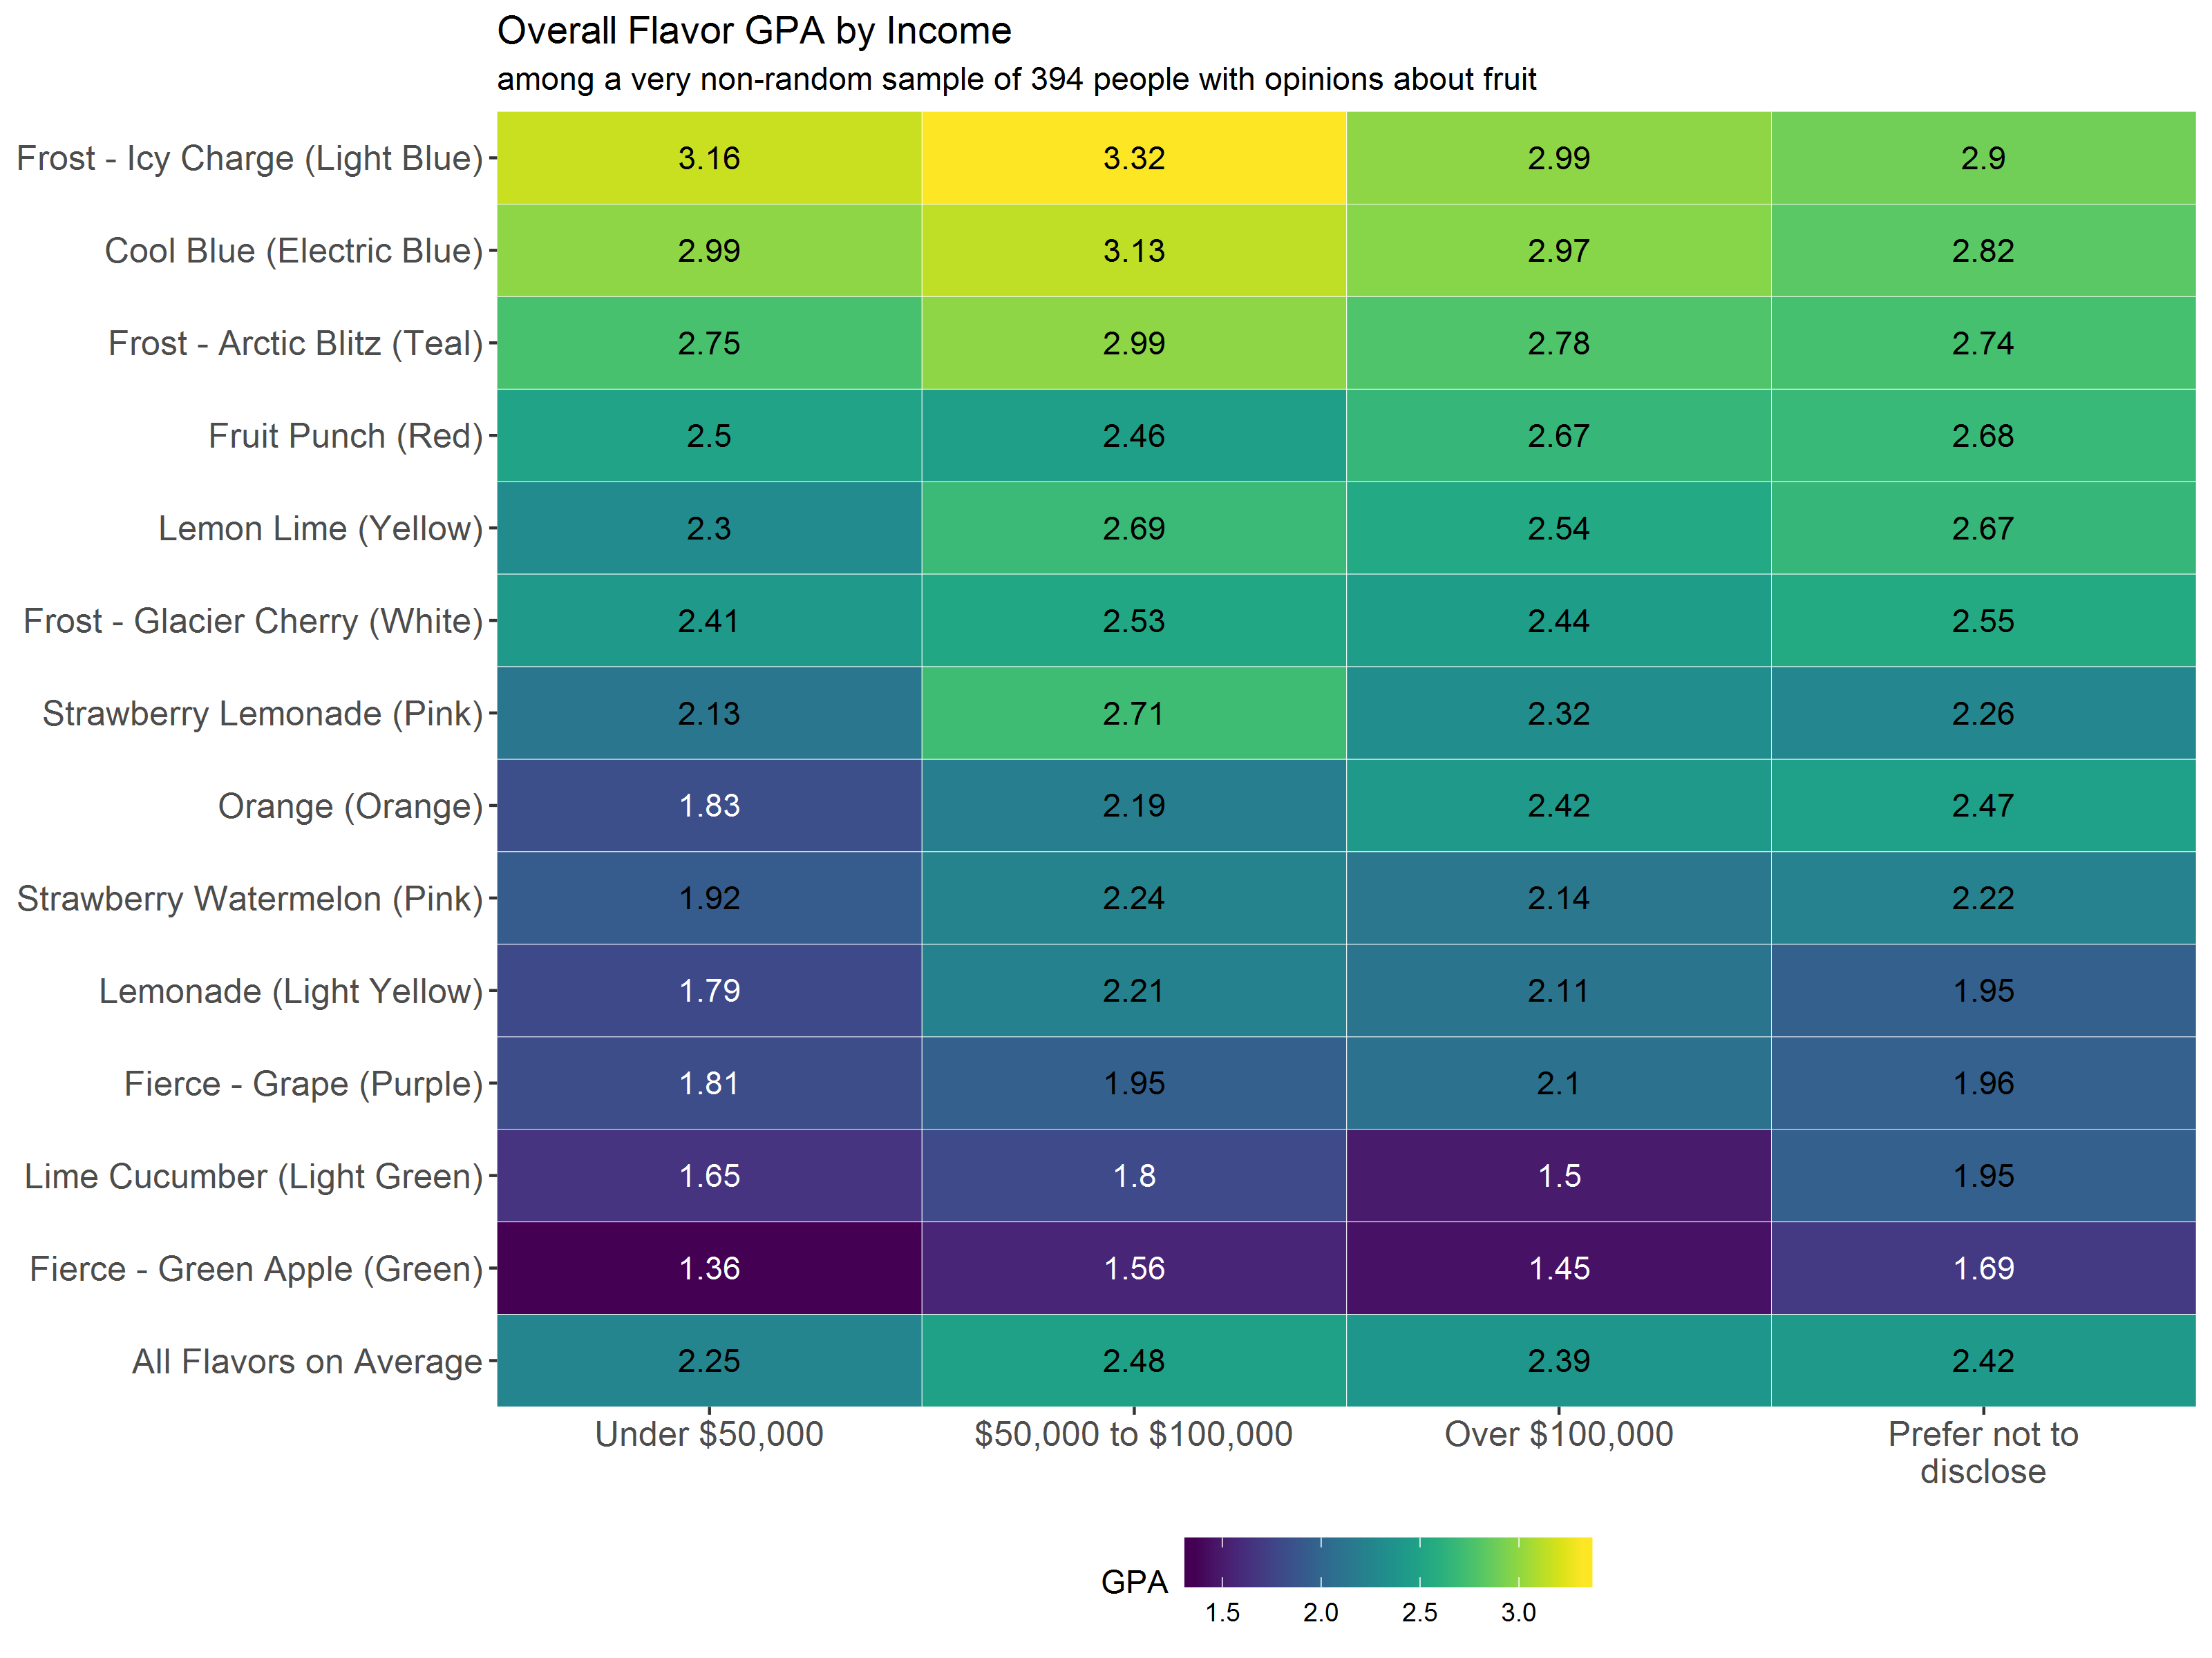 Overall Flavor GPA by Income
among a very non-random sample of 394 people with opinions about fruit
Frost - Icy Charge (Light Blue) 3.16 3.32 2.99 2.9
Cool Blue (Electric Blue) 2.99 3.13 2.97 2.82
Frost - Arctic Blitz (Teal) 2.75 2.99 2.78 2.74
Fruit Punch (Red) 2.5 2.46 2.67 2.68
Lemon Lime (Yellow) 2.3 2.69 2.54 2.67
Frost - Glacier Cherry (White) 2.41 2.53 2.44 2.55
Strawberry Lemonade (Pink) 2.13 2.71 2.32 2.26
Orange (Orange) 1.83 2.19 2.42 2.47
Strawberry Watermelon (Pink) 1.92 2.24 2.14 2.22
Lemonade (Light Yellow) 1.79 2.21 2.11 1.95
Fierce - Grape (Purple) 1.81 1.95 2.1 1.96
Lime Cucumber (Light Green) 1.65 1.8 1.5 1.95
Fierce - Green Apple (Green) 1.36 1.56 1.45 1.69
All Flavors on Average 2.25 2.48 2.39 2.42
Under $50,000 $50,000 to $100,000 Over $100,000 Prefer not to
disclose
GPA
1.5 2.0 2.5 3.0